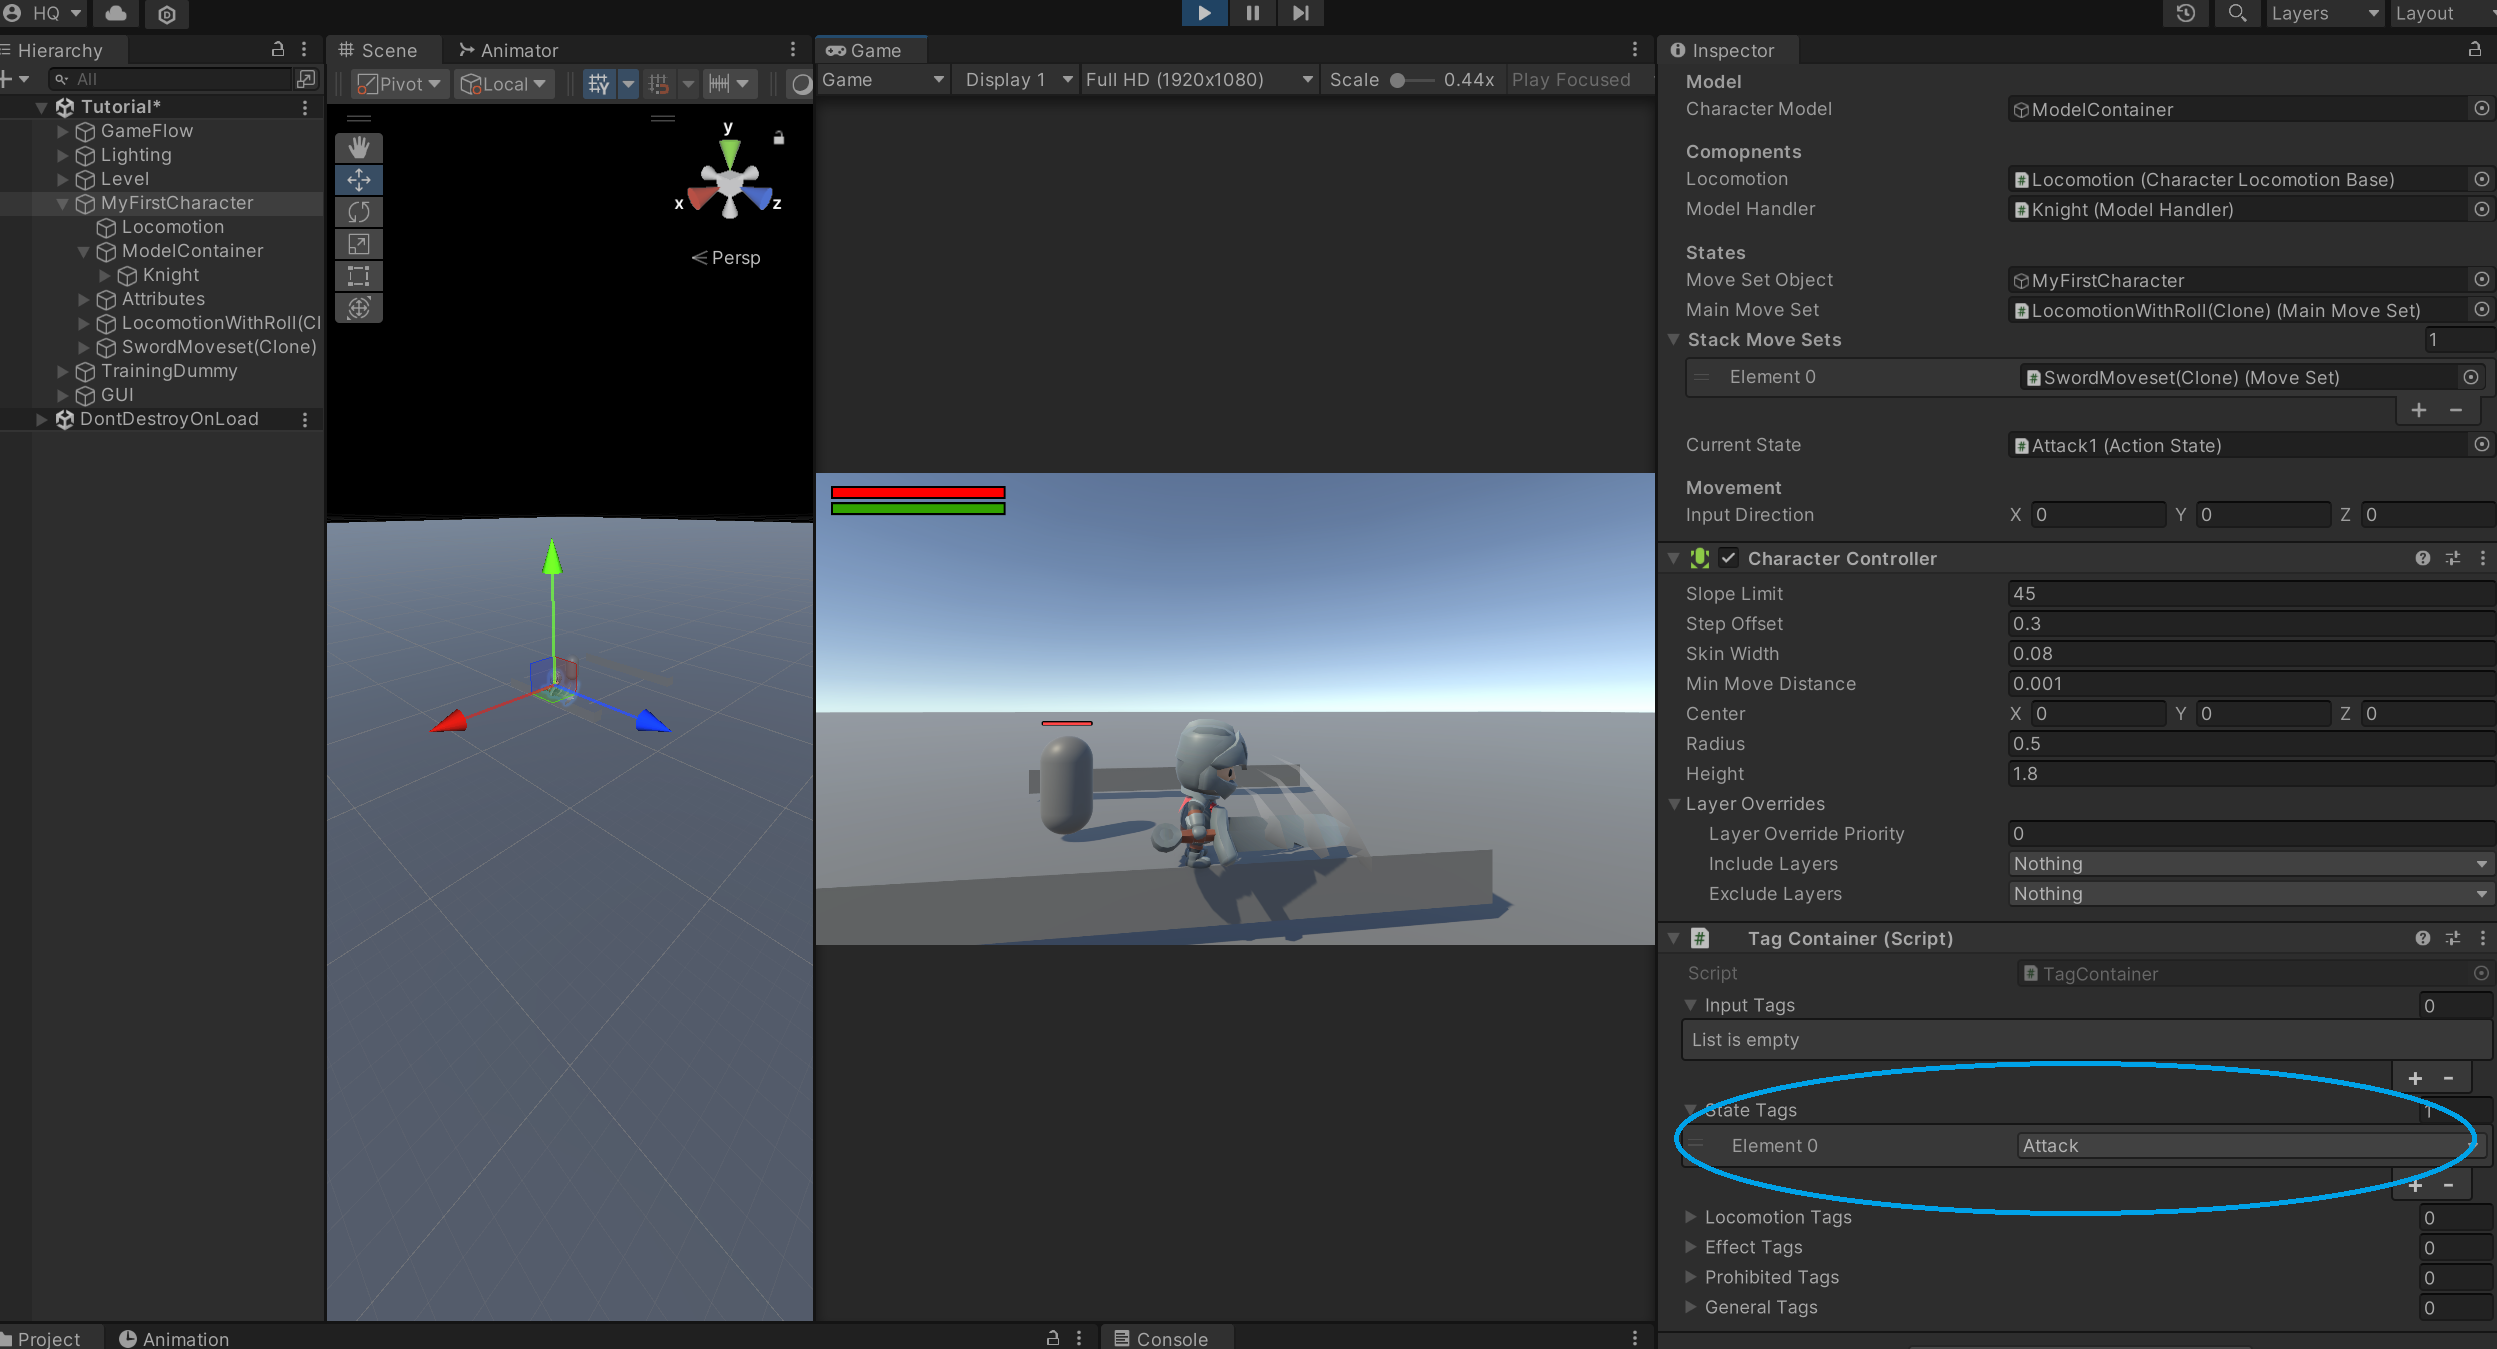 HQ
Layers
Layout
Hierarchy
All
Tutorial*
GameFlow
Lighting
Level
MyFirstCharacter
Locomotion
ModelContainer
Knight
Attributes
LocomotionWithRoll(Cl
SwordMoveset(Clone)
TrainingDummy
GUI
DontDestroyOnLoad
Scene
Animator
Pivot
Local
y
x
z
Persp
Game
Game
Display 1
Full HD (1920x1080)
Scale
0.44x
Play Focused
Inspector
Model
Character Model ModelContainer
Comopnents
Locomotion Locomotion (Character Locomotion Base)
Model Handler Knight (Model Handler)
States
Move Set Object MyFirstCharacter
Main Move Set LocomotionWithRoll(Clone) (Main Move Set)
Stack Move Sets 1
Element 0 SwordMoveset(Clone) (Move Set)
+ -
Current State Attack1 (Action State)
Movement
Input Direction X 0 Y 0 Z 0
Character Controller
Slope Limit 45
Step Offset 0.3
Skin Width 0.08
Min Move Distance 0.001
Center X 0 Y 0 Z 0
Radius 0.5
Height 1.8
Layer Overrides
Layer Override Priority 0
Include Layers Nothing
Exclude Layers Nothing
Tag Container (Script)
Script TagContainer
Input Tags 0
List is empty
+ -
State Tags 1
Element 0 Attack
+ -
Locomotion Tags 0
Effect Tags 0
Prohibited Tags 0
General Tags 0
Project
Animation
Console